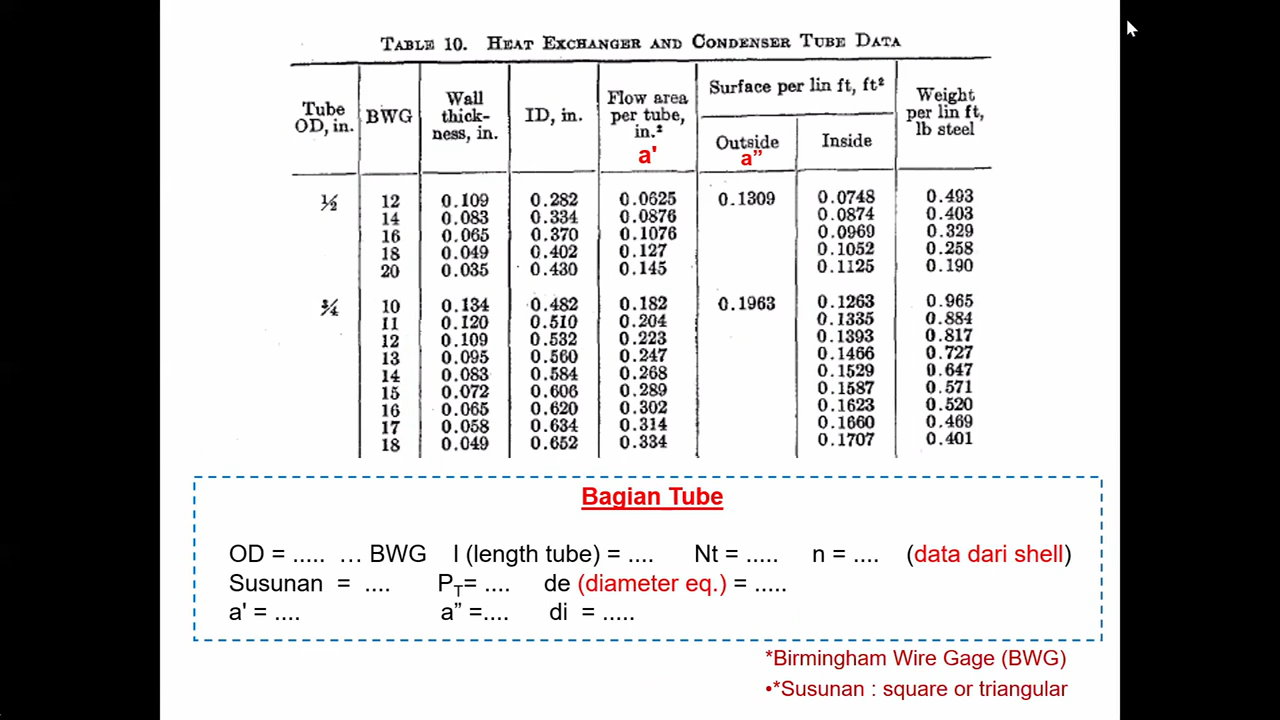 TABLE 10. HEAT EXCHANGER AND CONDENSER TUBE DATA
Tube OD, in. | BWG | Wall thick-ness, in. | ID, in. | Flow area per tube, in.² a' | Surface per lin ft, ft² | Weight per lin ft, lb steel
Outside a” | Inside
½ 12 0.109 0.282 0.0625 0.1309 0.0748 0.493
14 0.083 0.334 0.0876 0.0874 0.403
16 0.065 0.370 0.1076 0.0969 0.329
18 0.049 0.402 0.127 0.1052 0.258
20 0.035 0.430 0.145 0.1125 0.190
¾ 10 0.134 0.482 0.182 0.1963 0.1263 0.965
11 0.120 0.510 0.204 0.1335 0.884
12 0.109 0.532 0.223 0.1393 0.817
13 0.095 0.560 0.247 0.1466 0.727
14 0.083 0.584 0.268 0.1529 0.647
15 0.072 0.606 0.289 0.1587 0.571
16 0.065 0.620 0.302 0.1623 0.520
17 0.058 0.634 0.314 0.1660 0.469
18 0.049 0.652 0.334 0.1707 0.401
Bagian Tube
OD = ..... … BWG l (length tube) = .... Nt = ..... n = .... (data dari shell)
Susunan = .... PT= .... de (diameter eq.) = .....
a' = .... a” =.... di = .....
*Birmingham Wire Gage (BWG)
•*Susunan : square or triangular